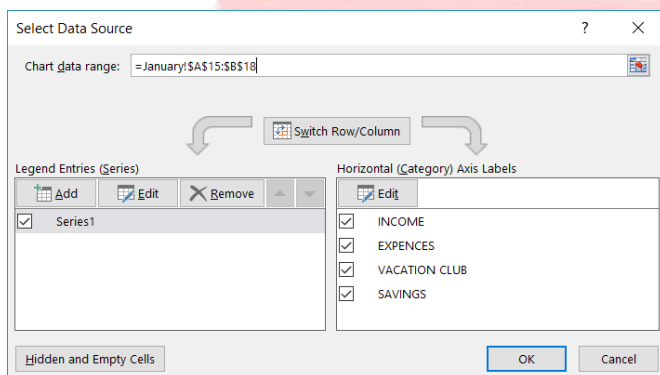 Select Data Source ?
Chart data range: =January!$A$15:$B$18
Switch Row/Column
Legend Entries (Series)
Add Edit Remove
Series1
Horizontal (Category) Axis Labels
Edit
INCOME
EXPENCES
VACATION CLUB
SAVINGS
Hidden and Empty Cells OK Cancel